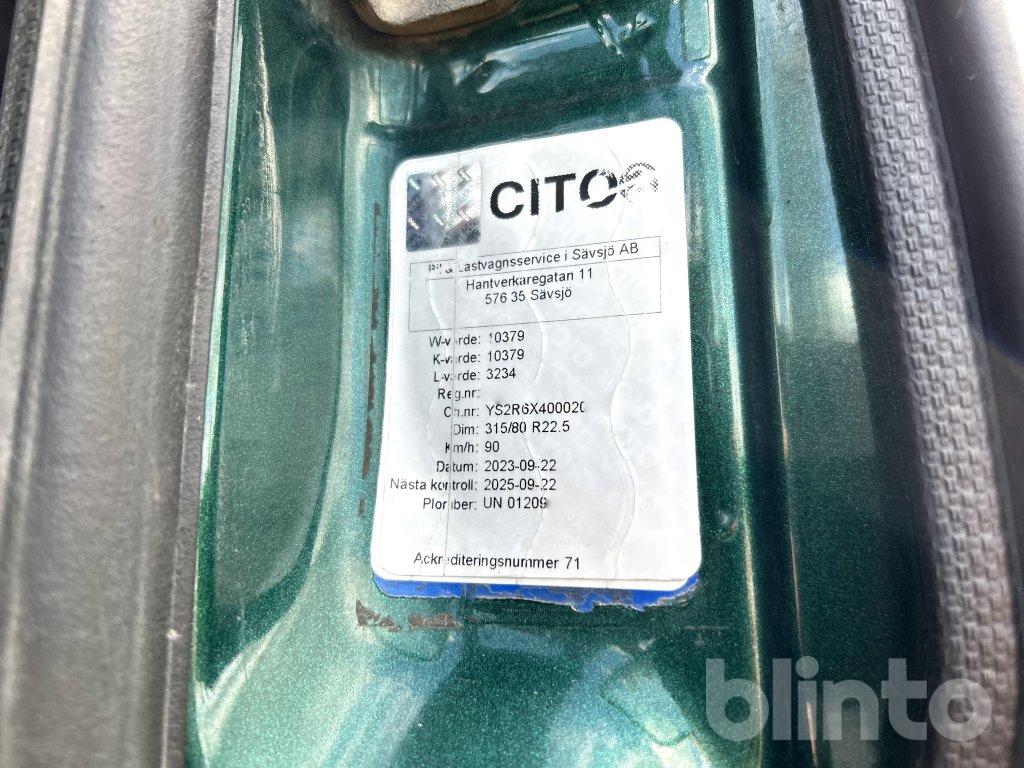 CITO
Bil & Lastvagnsservice i Sävsjö AB
Hantverkaregatan 11
576 35 Sävsjö
W-värde: 10379
K-värde: 10379
L-värde: 3234
Reg.nr:
Ch.nr: YS2R6X400020
Dim: 315/80 R22.5
Km/h: 90
Datum: 2023-09-22
Nästa kontroll: 2025-09-22
Plomber: UN 01209
Ackrediteringsnummer 71
blinto